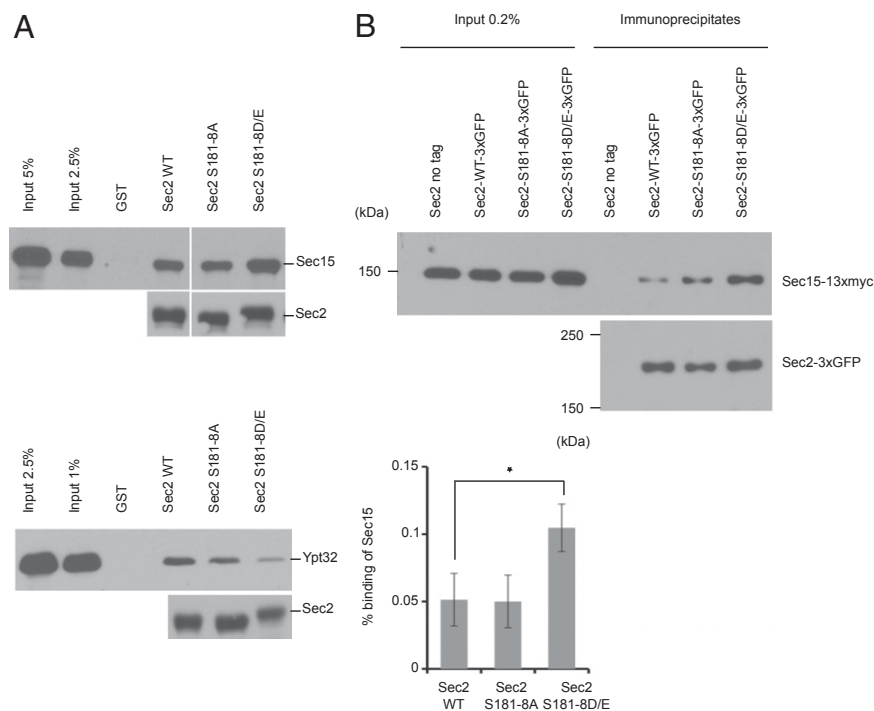 A
Input 5%
Input 2.5%
GST
Sec2 WT
Sec2 S181-8A
Sec2 S181-8D/E
Sec15
Sec2
Input 2.5%
Input 1%
GST
Sec2 WT
Sec2 S181-8A
Sec2 S181-8D/E
Ypt32
Sec2
B
Input 0.2%
Immunoprecipitates
Sec2 no tag
Sec2-WT-3xGFP
Sec2-S181-8A-3xGFP
Sec2-S181-8D/E-3xGFP
Sec2 no tag
Sec2-WT-3xGFP
Sec2-S181-8A-3xGFP
Sec2-S181-8D/E-3xGFP
(kDa)
150
Sec15-13xmyc
250
Sec2-3xGFP
150
(kDa)
% binding of Sec15
0.15
0.1
0.05
0
*
Sec2 WT
Sec2 S181-8A
Sec2 S181-8D/E